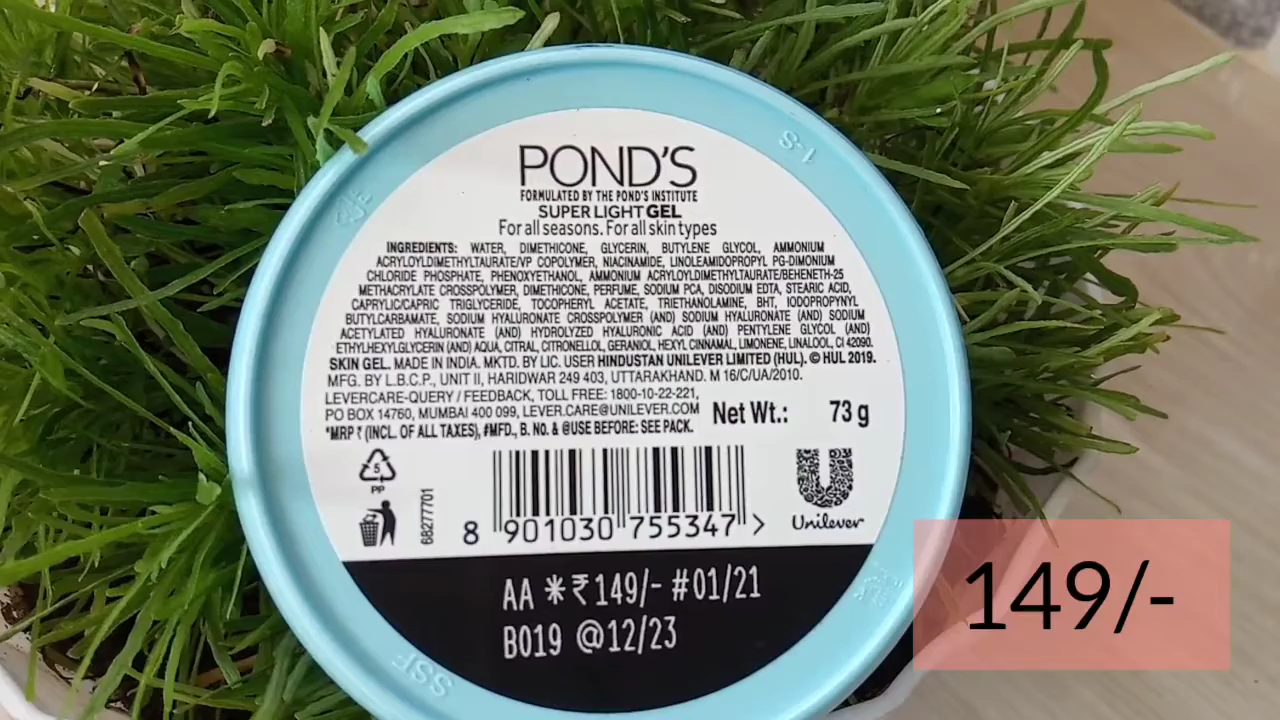 POND'S
FORMULATED BY THE POND'S INSTITUTE
SUPER LIGHT GEL
For all seasons. For all skin types
INGREDIENTS: WATER, DIMETHICONE, GLYCERIN, BUTYLENE GLYCOL, AMMONIUM
ACRYLOYLDIMETHYLTAURATE/VP COPOLYMER, NIACINAMIDE, LINOLEAMIDOPROPYL PG-DIMONIUM
CHLORIDE PHOSPHATE, PHENOXYETHANOL, AMMONIUM ACRYLOYLDIMETHYLTAURATE/BEHENETH-25
METHACRYLATE CROSSPOLYMER, DIMETHICONE, PERFUME, SODIUM PCA, DISODIUM EDTA, STEARIC ACID,
CAPRYLIC/CAPRIC TRIGLYCERIDE, TOCOPHERYL ACETATE, TRIETHANOLAMINE, BHT, IODOPROPYNYL
BUTYLCARBAMATE, SODIUM HYALURONATE CROSSPOLYMER (AND) SODIUM HYALURONATE (AND) SODIUM
ACETYLATED HYALURONATE (AND) HYDROLYZED HYALURONIC ACID (AND) PENTYLENE GLYCOL (AND)
ETHYLHEXYLGLYCERIN (AND) AQUA, CITRAL, CITRONELLOL, GERANIOL, HEXYL CINNAMAL, LIMONENE, LINALOOL, CI 42090.
SKIN GEL. MADE IN INDIA. MKTD. BY LIC. USER HINDUSTAN UNILEVER LIMITED (HUL). © HUL 2019.
MFG. BY L.B.C.P., UNIT II, HARIDWAR 249 403, UTTARAKHAND. M 16/C/UA/2010.
LEVERCARE-QUERY / FEEDBACK, TOLL FREE: 1800-10-22-221,
PO BOX 14760, MUMBAI 400 099, LEVER.CARE@UNILEVER.COM
*MRP ₹ (INCL. OF ALL TAXES), #MFD., B. NO. & @USE BEFORE: SEE PACK.
Net Wt.: 73 g
5
PP
68277701
8 901030 755347 >
Unilever
AA *₹149/- #01/21
B019 @12/23
149/-
1-S
SSF